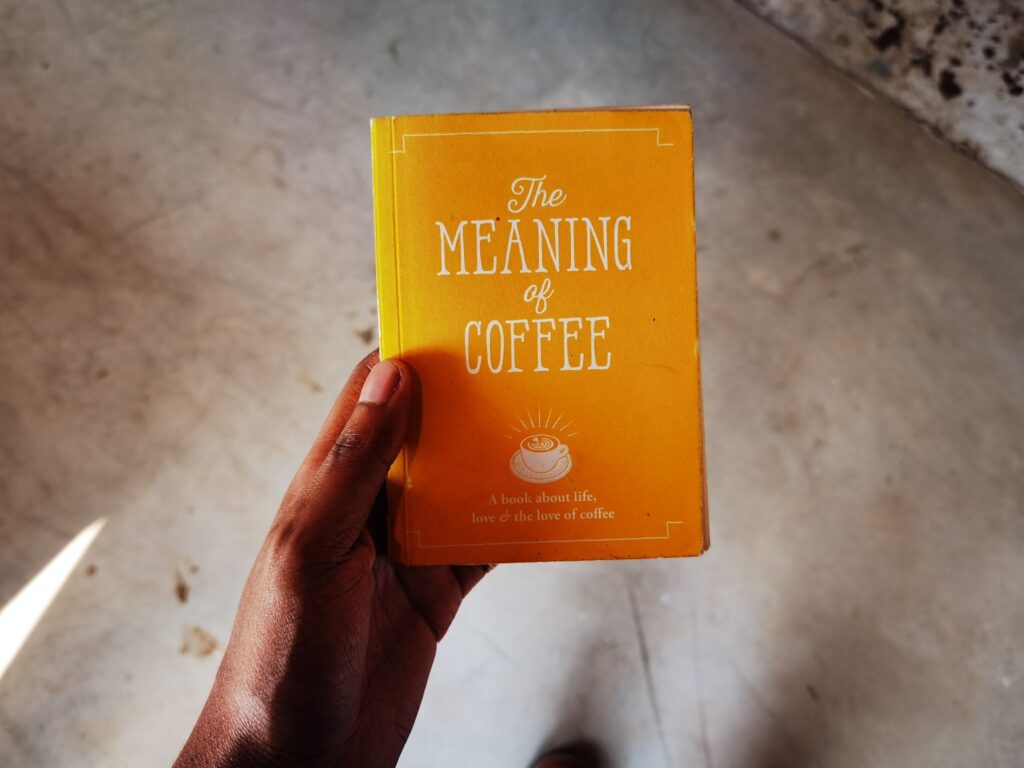 The
MEANING
of
COFFEE
A book about life,
love & the love of coffee